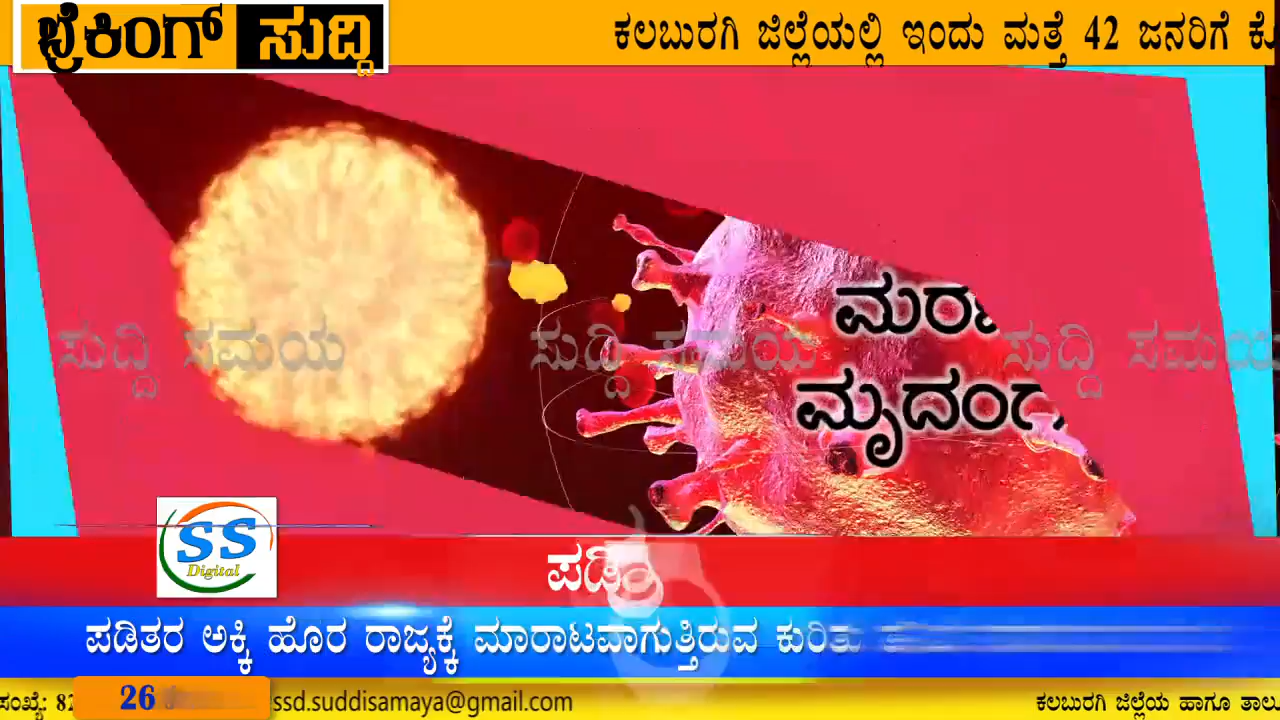 ಬ್ರೆಕಿಂಗ್ ಸುದ್ದಿ
ಕಲಬುರಗಿ ಜಿಲ್ಲೆಯಲ್ಲಿ ಇಂದು ಮತ್ತೆ 42 ಜನರಿಗೆ
ಸುದ್ದಿ ಸಮಯ ಸುದ್ದಿ ಸಮಯ ಸುದ್ದಿ ಸಮಯ
ಮೃದಂಗ
SS
Digital
ಪಡಿತರ ಅಕ್ಕಿ ಹೊರ ರಾಜ್ಯಕ್ಕೆ ಮಾರಾಟವಾಗುತ್ತಿರುವ ಕುರಿತು
26 ssd.suddisamaya@gmail.com ಕಲಬುರಗಿ ಜಿಲ್ಲೆಯ ಹಾಗೂ